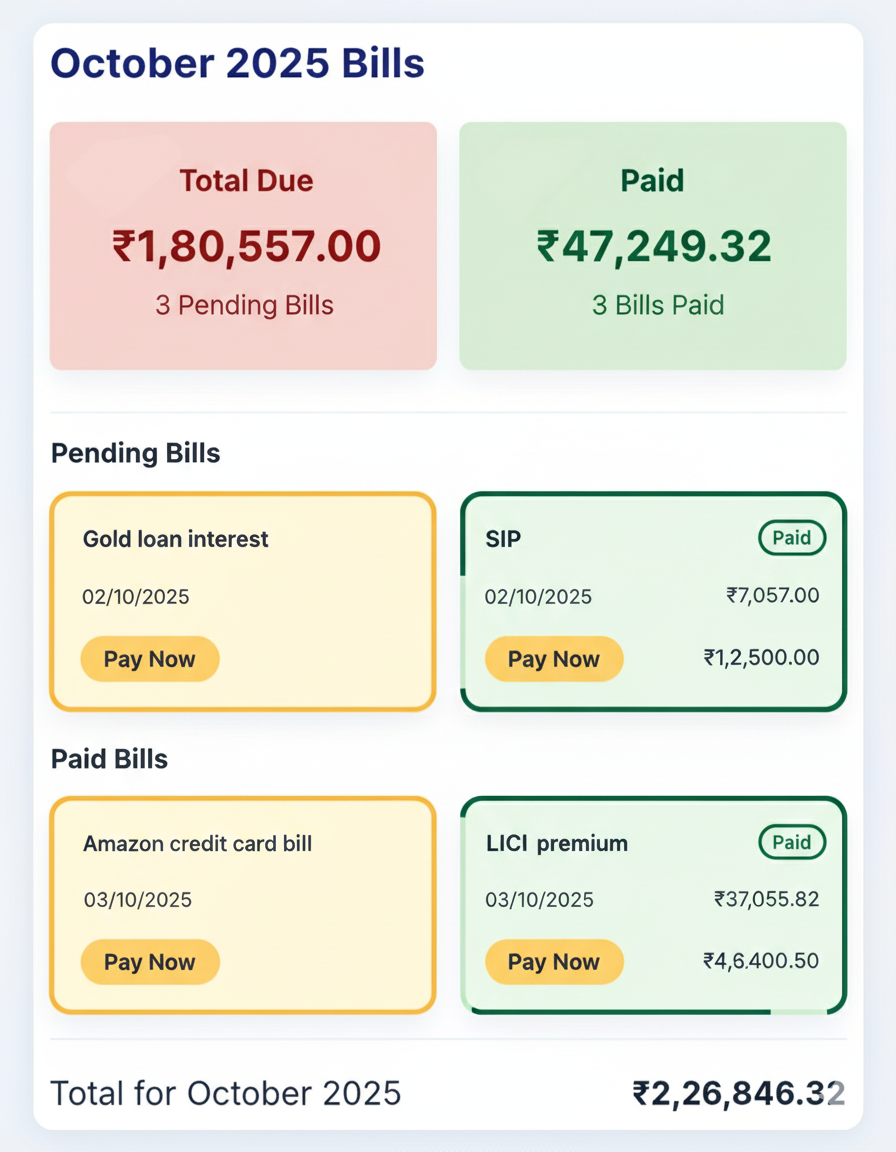 October 2025 Bills
Total Due
₹1,80,557.00
3 Pending Bills
Paid
₹47,249.32
3 Bills Paid
Pending Bills
Gold loan interest
02/10/2025
Pay Now
SIP
Paid
02/10/2025
₹7,057.00
Pay Now
₹1,2,500.00
Paid Bills
Amazon credit card bill
03/10/2025
Pay Now
LICI premium
Paid
03/10/2025
₹37,055.82
Pay Now
₹4,6.400.50
Total for October 2025
₹2,26,846.32